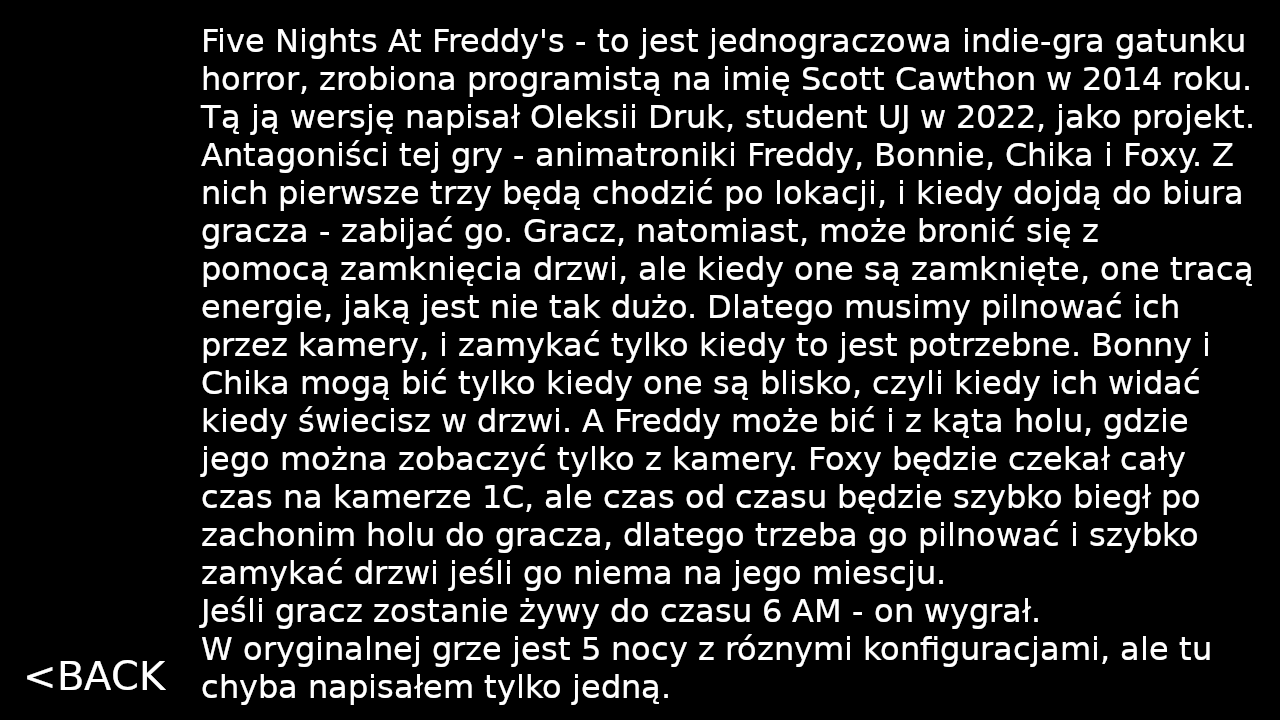 Five Nights At Freddy's - to jest jednograczowa indie-gra gatunku
horror, zrobiona programistą na imię Scott Cawthon w 2014 roku.
Tą ją wersję napisał Oleksii Druk, student UJ w 2022, jako projekt.
Antagoniści tej gry - animatroniki Freddy, Bonnie, Chika i Foxy. Z
nich pierwsze trzy będą chodzić po lokacji, i kiedy dojdą do biura
gracza - zabijać go. Gracz, natomiast, może bronić się z
pomocą zamknięcia drzwi, ale kiedy one są zamknięte, one tracą
energie, jaką jest nie tak dużo. Dlatego musimy pilnować ich
przez kamery, i zamykać tylko kiedy to jest potrzebne. Bonny i
Chika mogą bić tylko kiedy one są blisko, czyli kiedy ich widać
kiedy świecisz w drzwi. A Freddy może bić i z kąta holu, gdzie
jego można zobaczyć tylko z kamery. Foxy będzie czekał cały
czas na kamerze 1C, ale czas od czasu będzie szybko biegł po
zachonim holu do gracza, dlatego trzeba go pilnować i szybko
zamykać drzwi jeśli go niema na jego miescju.
Jeśli gracz zostanie żywy do czasu 6 AM - on wygrał.
W oryginalnej grze jest 5 nocy z róznymi konfiguracjami, ale tu
chyba napisałem tylko jedną.
<BACK